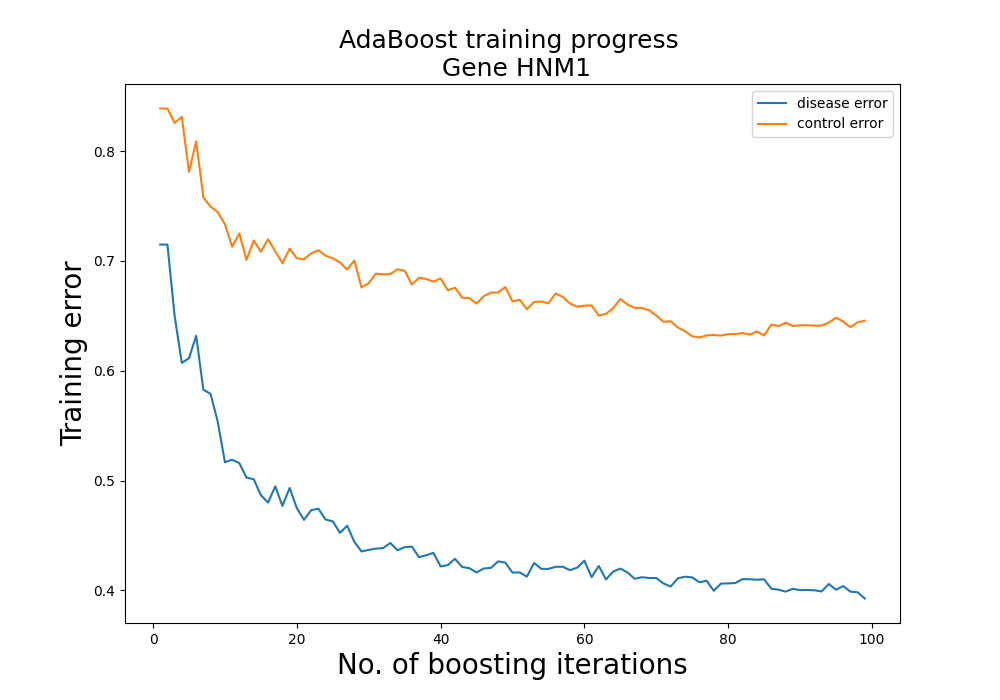 AdaBoost training progress
Gene HNM1
disease error
control error
Training error
0.8
0.7
0.6
0.5
0.4
0
20
40
60
80
100
No. of boosting iterations